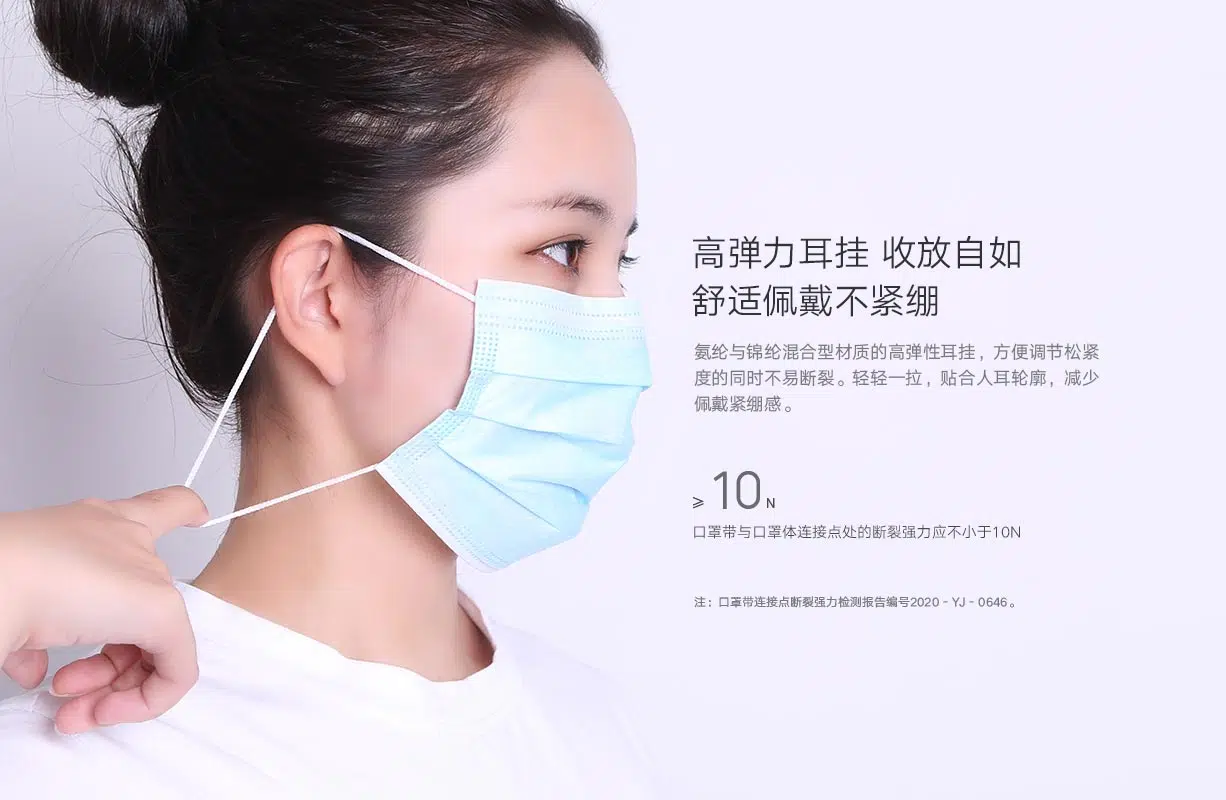 高弹力耳挂 收放自如
舒适佩戴不紧绷
氨纶与锦纶混合型材质的高弹性耳挂，方便调节松紧
度的同时不易断裂。轻轻一拉，贴合人耳轮廓，减少
佩戴紧绷感。
≥10N
口罩带与口罩体连接点处的断裂强力应不小于10N
注：口罩带连接点断裂强力检测报告编号2020 - YJ - 0646。